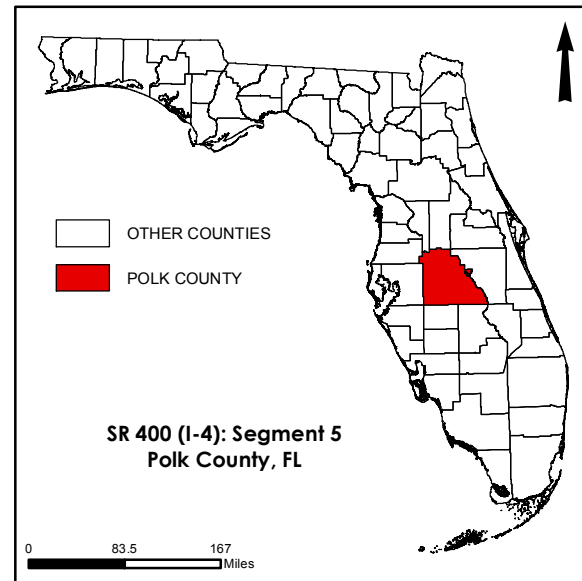 OTHER COUNTIES
POLK COUNTY
SR 400 (I-4): Segment 5
Polk County, FL
0 83.5 167
Miles